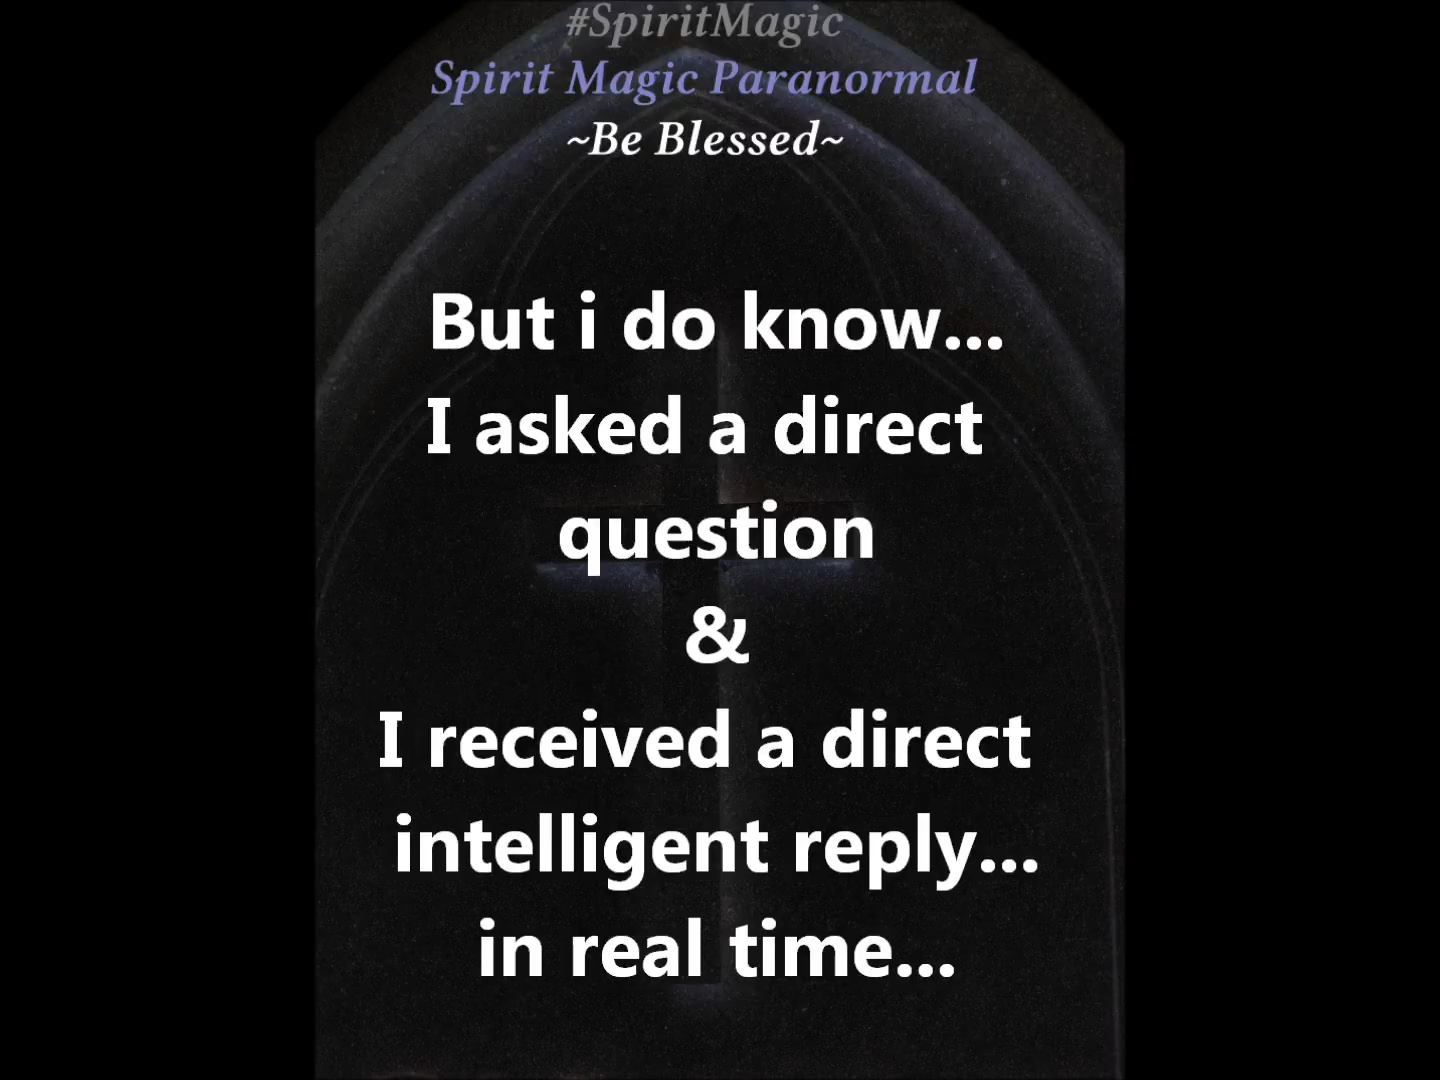 #SpiritMagic
Spirit Magic Paranormal
~Be Blessed~
But i do know...
I asked a direct
question
&
I received a direct
intelligent reply...
in real time...